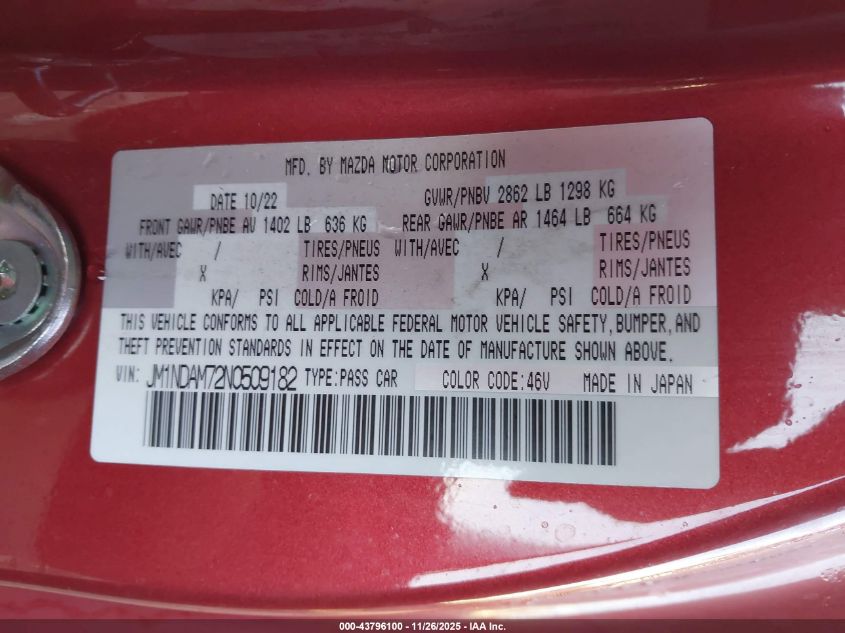 MFD. BY MAZDA MOTOR CORPORATION
DATE 10/22 GVWR/PNBV 2862 LB 1298 KG
FRONT GAWR/PNBE AV 1402 LB 636 KG REAR GAWR/PNBE AR 1464 LB 664 KG
WITH/AVEC / TIRES/PNEUS WITH/AVEC / TIRES/PNEUS
X RIMS/JANTES X RIMS/JANTES
KPA/ PSI COLD/A FROID KPA/ PSI COLD/A FROID
THIS VEHICLE CONFORMS TO ALL APPLICABLE FEDERAL MOTOR VEHICLE SAFETY, BUMPER, AND
THEFT PREVENTION STANDARDS IN EFFECT ON THE DATE OF MANUFACTURE SHOWN ABOVE.
VIN: JM1NDAM72N0509182 TYPE:PASS CAR COLOR CODE:46V MADE IN JAPAN
000-43796100 - 11/26/2025 - IAA Inc.